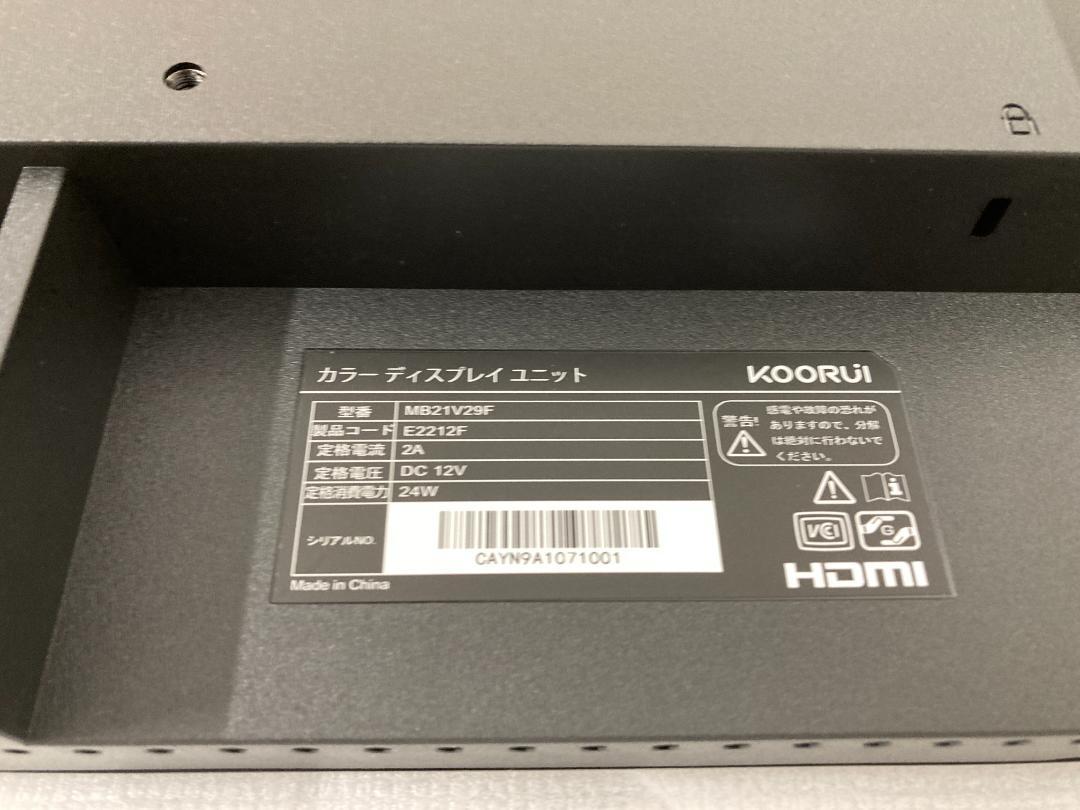 カラー ディスプレイ ユニット
KOORUI
型番 MB21V29F
製品コード E2212F
定格電流 2A
定格電圧 DC 12V
定格消費電力 24W
シリアルNO.
CAYN9A1071001
Made in China
警告!
感電や故障の恐れが
ありますので、分解
は絶対に行わないで
ください。
VCCI
G
HDMI